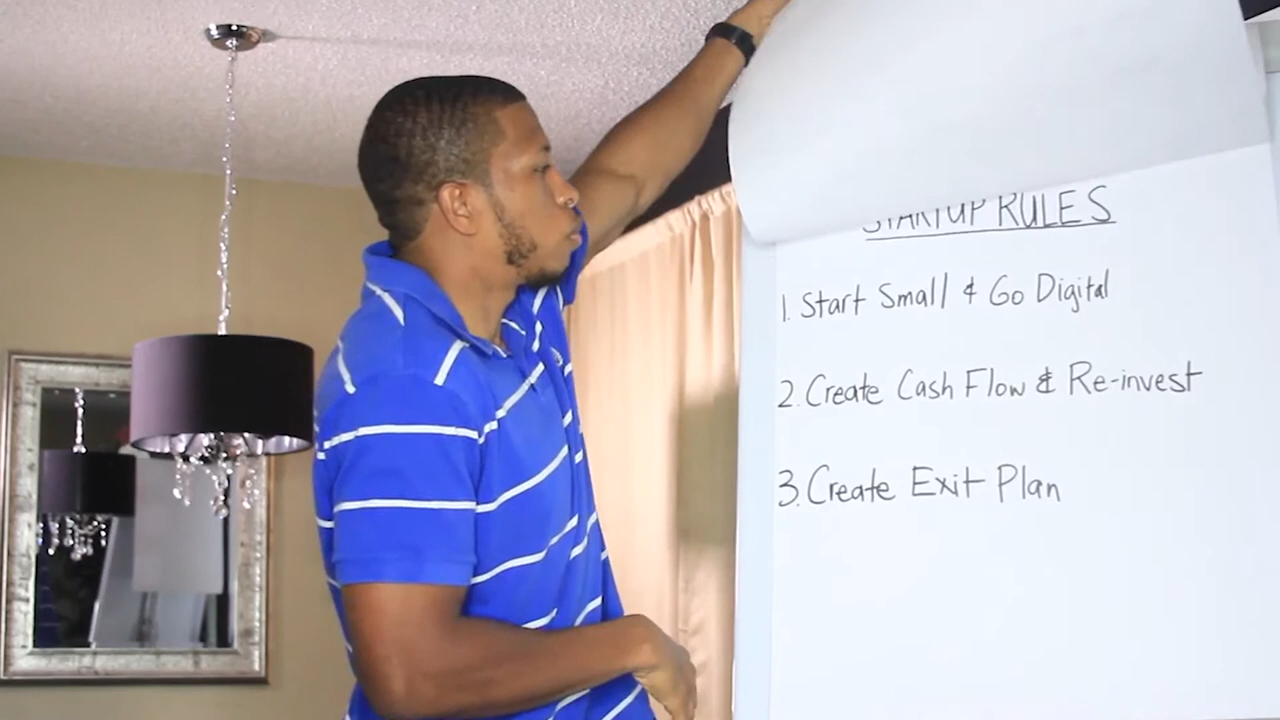 STARTUP RULES
1. Start Small & Go Digital
2. Create Cash Flow & Re-invest
3. Create Exit Plan